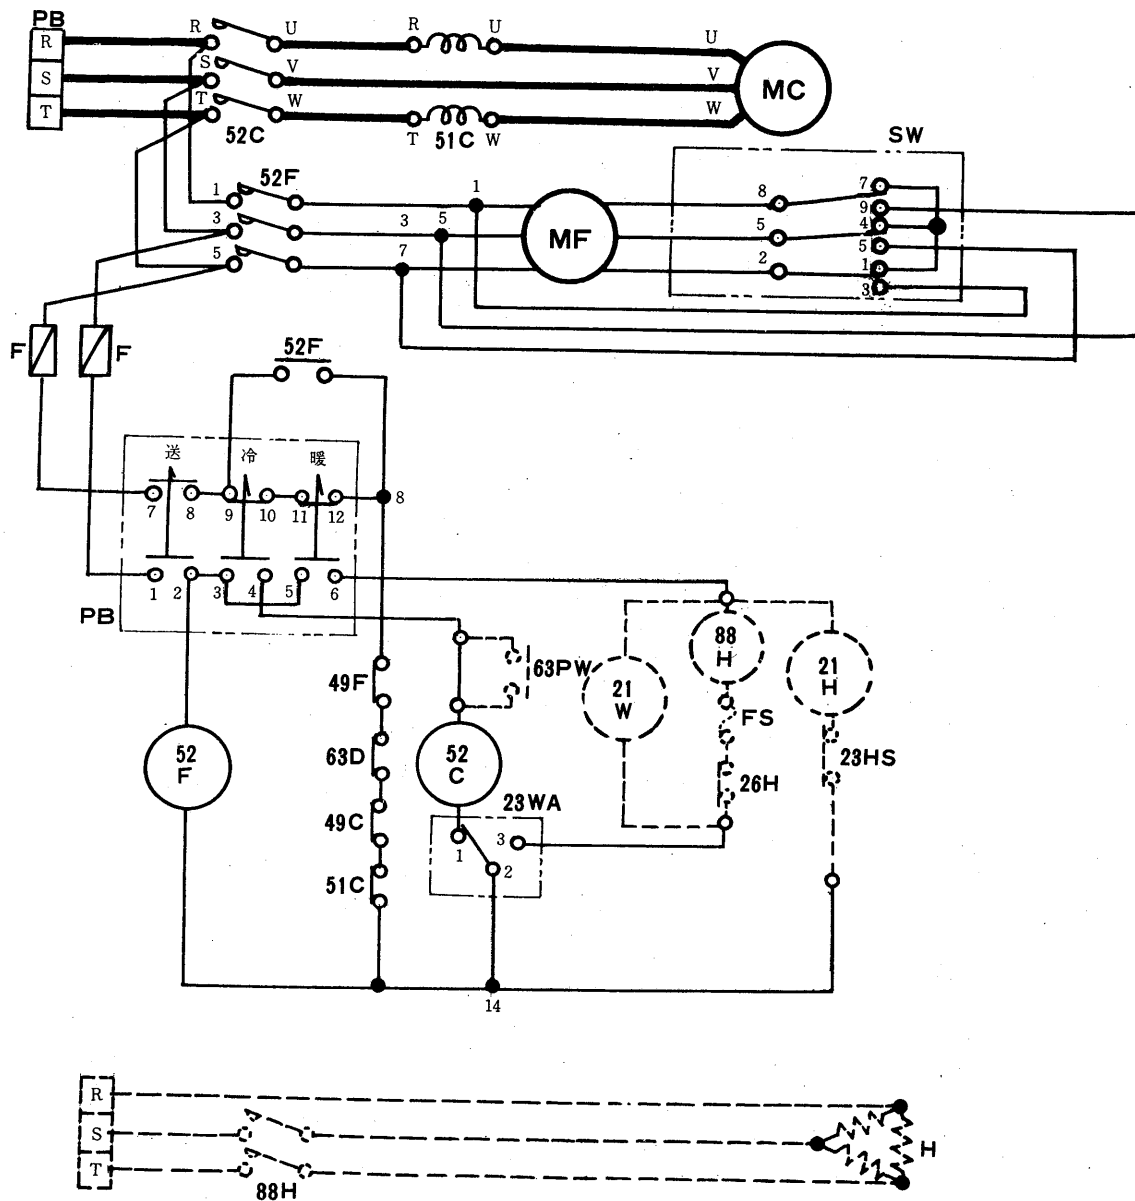 PB
R R U R U U
S S V V MC
T T W T 51C W W
52C
SW
1 52F 1 8 7
9
3 3 5 MF 5 4
5
5 7 2 1
3
F F
52F
送 冷 暖
7 8 9 10 11 12 8
1 2 3 4 5 6
PB
49F 63PW 21 W 88 H 21 H
FS
52 F 63D 52 C 26H 23HS
49C 23WA
1 3
51C 2
14
R
S H
T
88H